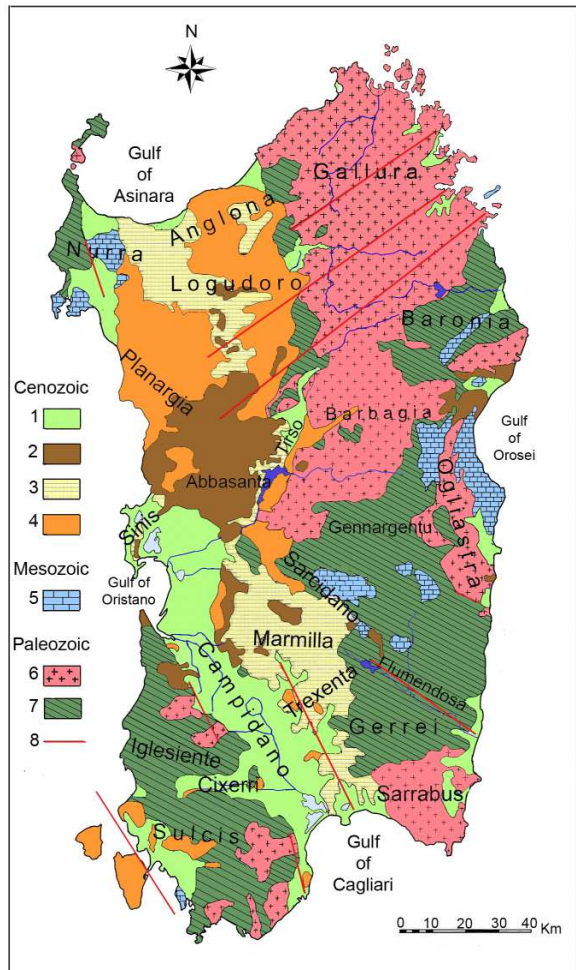 N
Gulf
of
Asinara
Gallura
Anglona
Nurra
Logudoro
Baronia
Planargia
Cenozoic
1
2
3
4
Barbagia
Tirso
Gulf
of
Orosei
Abbasanta
Ogliastra
Sinis
Gennargentu
Mesozoic
5
Gulf of
Oristano
Sarcidano
Paleozoic
6
7
8
Marmilla
Campidano
Trexenta
Flumendosa
Gerrei
Iglesiente
Cixerri
Sarrabus
Sulcis
Gulf
of
Cagliari
0 10 20 30 40 Km